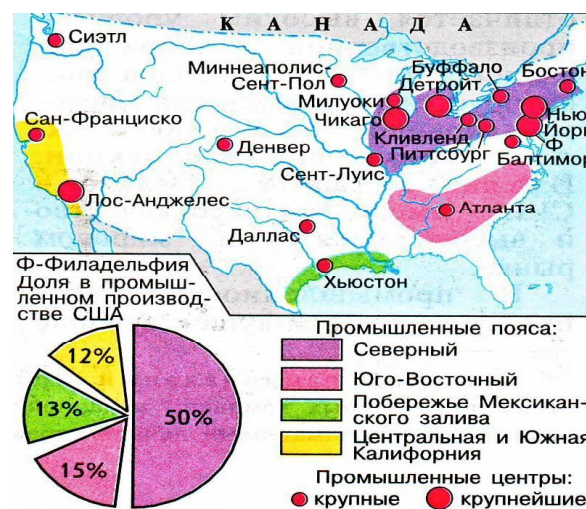 КАНАДА
Сиэтл
Миннеаполис-
Сент-Пол
Буффало
Бостон
Детройт
Милуоки
Чикаго
Нью-
Йорк
Сан-Франциско
Кливленд
Ф
Денвер
Питтсбург
Балтимор
Сент-Луис
Лос-Анджелес
Атланта
Даллас
Хьюстон
Ф-Филадельфия
Доля в промыш-
ленном производ-
стве США
12%
13%
15%
50%
Промышленные пояса:
Северный
Юго-Восточный
Побережье Мексикан-
ского залива
Центральная и Южная
Калифорния
Промышленные центры:
крупные
крупнейшие